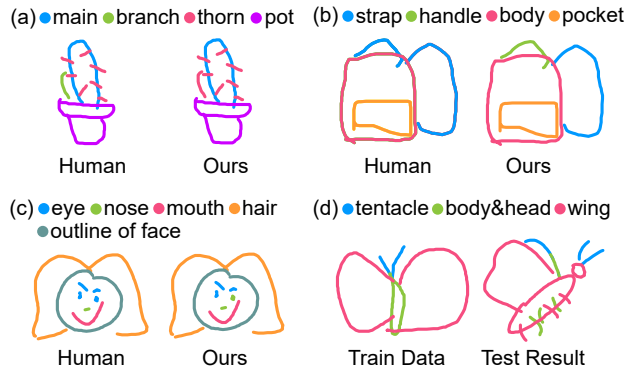 (a) main branch thorn pot
Human Ours
(b) strap handle body pocket
Human Ours
(c) eye nose mouth hair
outline of face
Human Ours
(d) tentacle body&head wing
Train Data Test Result